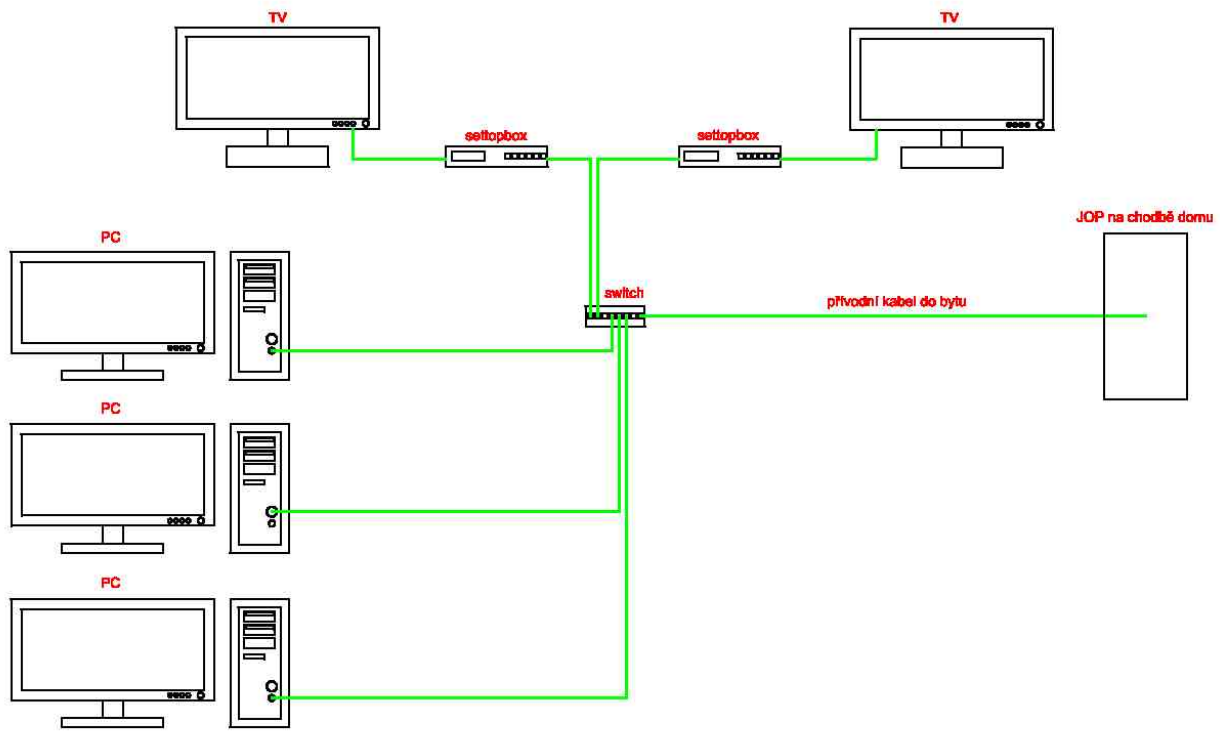 TV
TV
settopbox
settopbox
JOP na chodbě domu
PC
switch
přívodní kabel do bytu
PC
PC